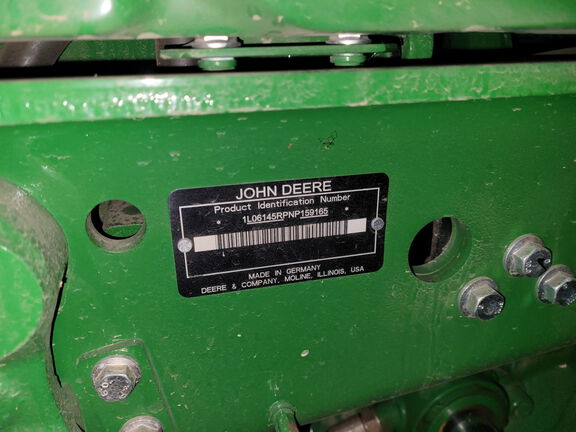 JOHN DEERE
Product Identification Number
1L06145RPNP159165
MADE IN GERMANY
DEERE & COMPANY, MOLINE, ILLINOIS, USA